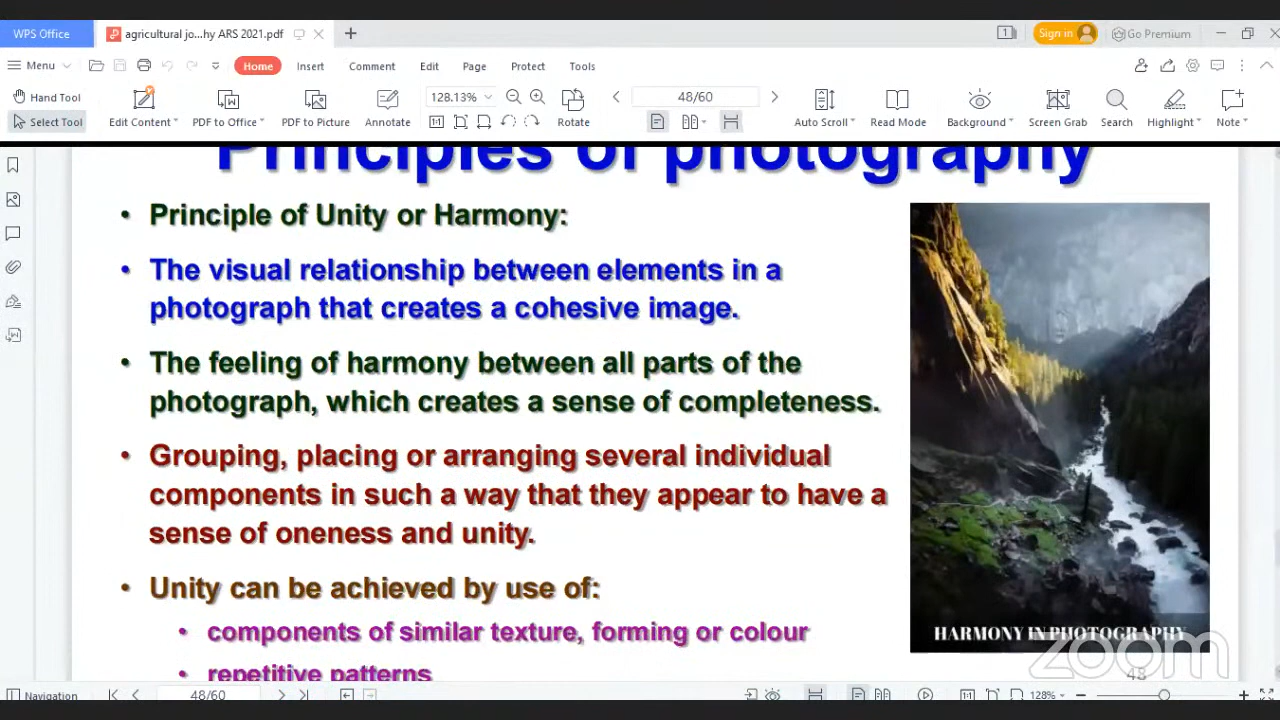 WPS Office
agricultural jo...hy ARS 2021.pdf
1
Sign in
Go Premium
Menu
Home
Insert
Comment
Edit
Page
Protect
Tools
Hand Tool
Select Tool
Edit Content
PDF to Office
PDF to Picture
Annotate
128.13%
Rotate
48/60
Auto Scroll
Read Mode
Background
Screen Grab
Search
Highlight
Note
Principles of photography
• Principle of Unity or Harmony:
• The visual relationship between elements in a
photograph that creates a cohesive image.
• The feeling of harmony between all parts of the
photograph, which creates a sense of completeness.
• Grouping, placing or arranging several individual
components in such a way that they appear to have a
sense of oneness and unity.
• Unity can be achieved by use of:
• components of similar texture, forming or colour
• repetitive patterns
HARMONY IN PHOTOGRAPHY
zoom
48
Navigation
48/60
128%